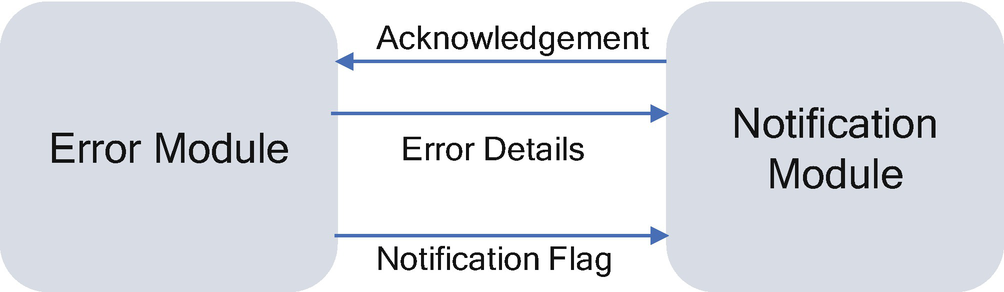 Acknowledgement
Error Module
Error Details
Notification
Module
Notification Flag